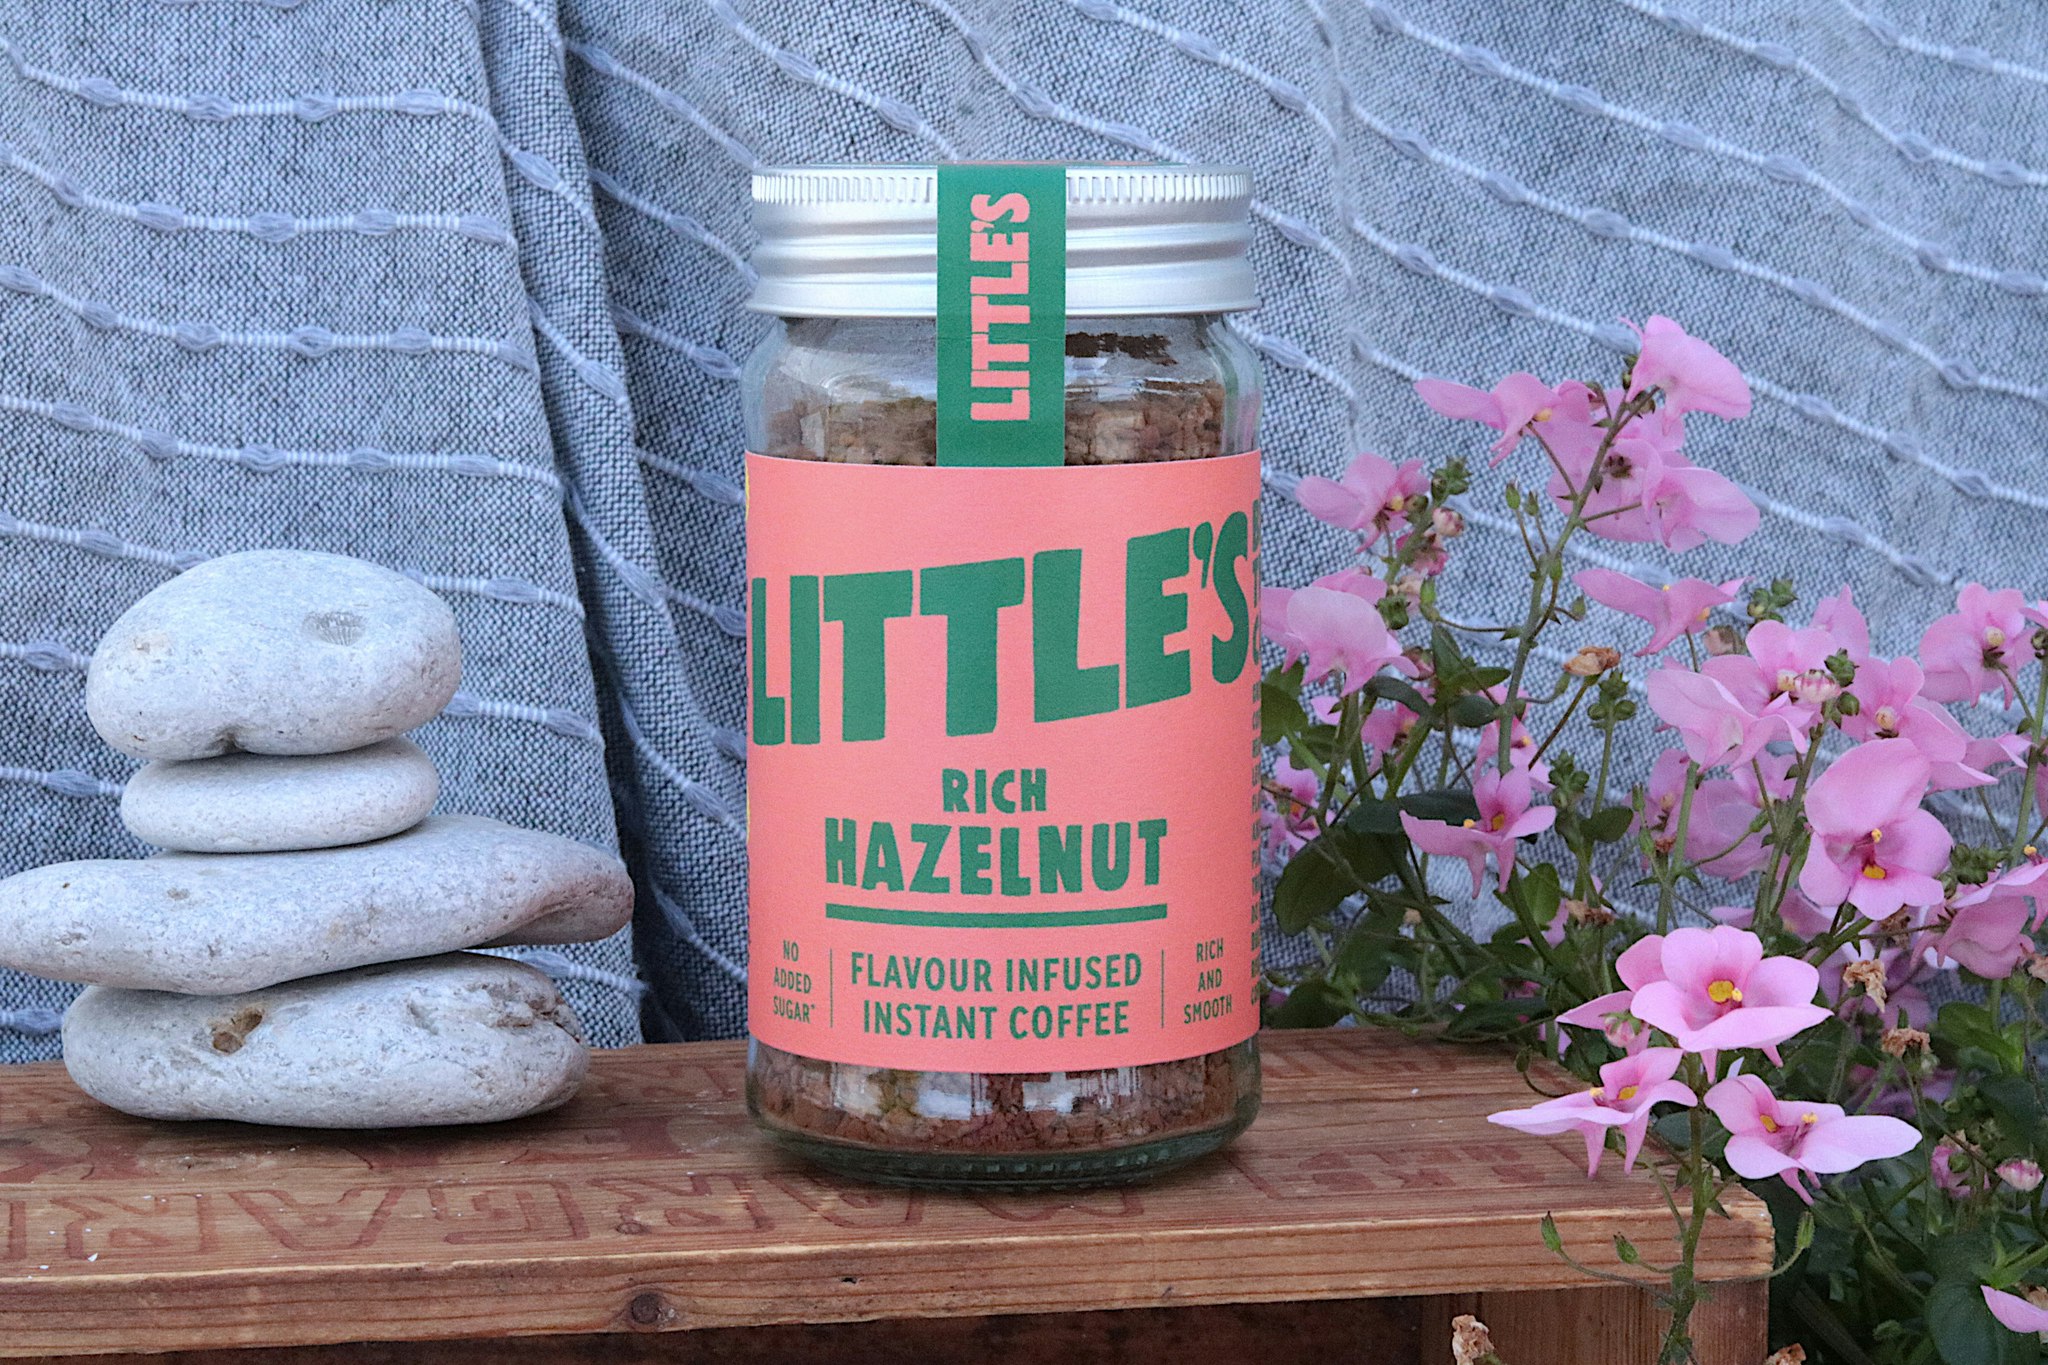 LITTLE'S
LITTLE'S
RICH
HAZELNUT
NO
ADDED
SUGAR*
FLAVOUR INFUSED
INSTANT COFFEE
RICH
AND
SMOOTH